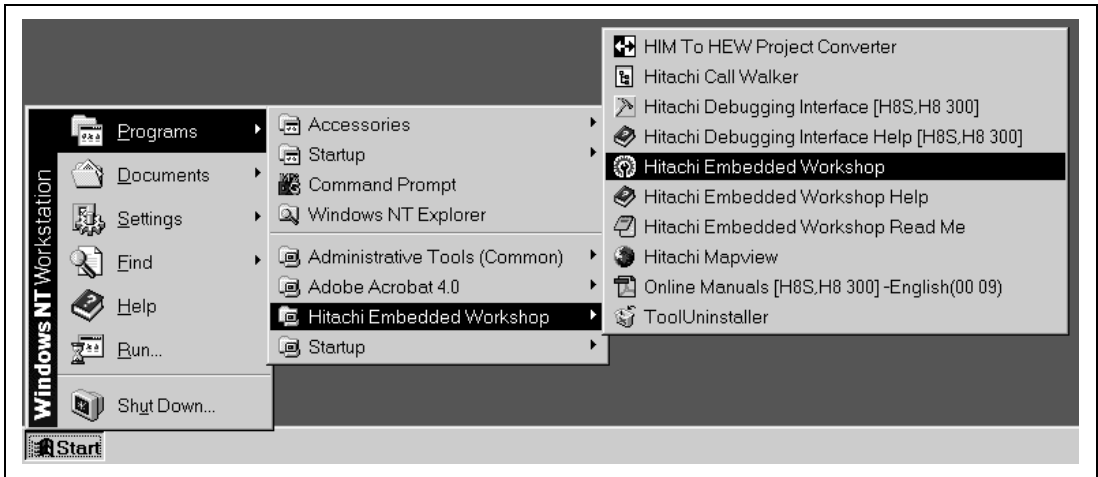 Windows NT Workstation
Programs
Documents
Settings
Find
Help
Run...
Shut Down...
Start
Accessories
Startup
Command Prompt
Windows NT Explorer
Administrative Tools (Common)
Adobe Acrobat 4.0
Hitachi Embedded Workshop
Startup
HIM To HEW Project Converter
Hitachi Call Walker
Hitachi Debugging Interface [H8S,H8 300]
Hitachi Debugging Interface Help [H8S,H8 300]
Hitachi Embedded Workshop
Hitachi Embedded Workshop Help
Hitachi Embedded Workshop Read Me
Hitachi Mapview
Online Manuals [H8S,H8 300] -English(00 09)
ToolUninstaller